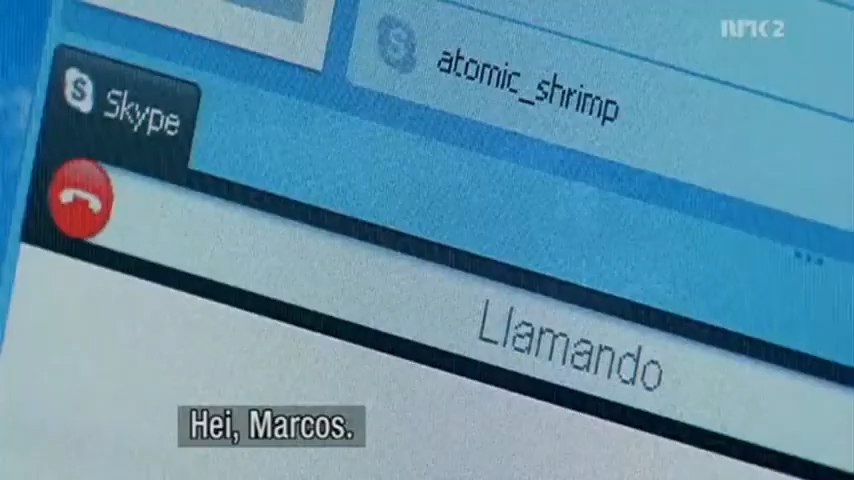 NRK2
atomic_shrimp
Skype
Llamando
Hei, Marcos.